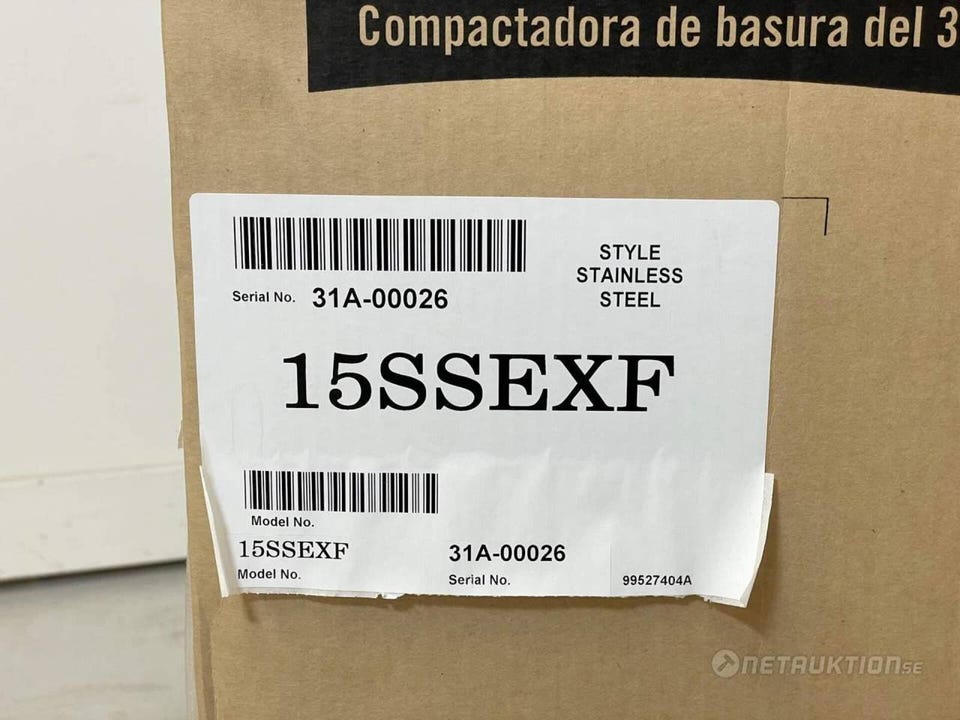 Compactadora de basura del 3
Serial No. 31A-00026
STYLE
STAINLESS
STEEL
15SSEXF
Model No.
15SSEXF
Model No.
31A-00026
Serial No.
99527404A
NETAUKTION.SE